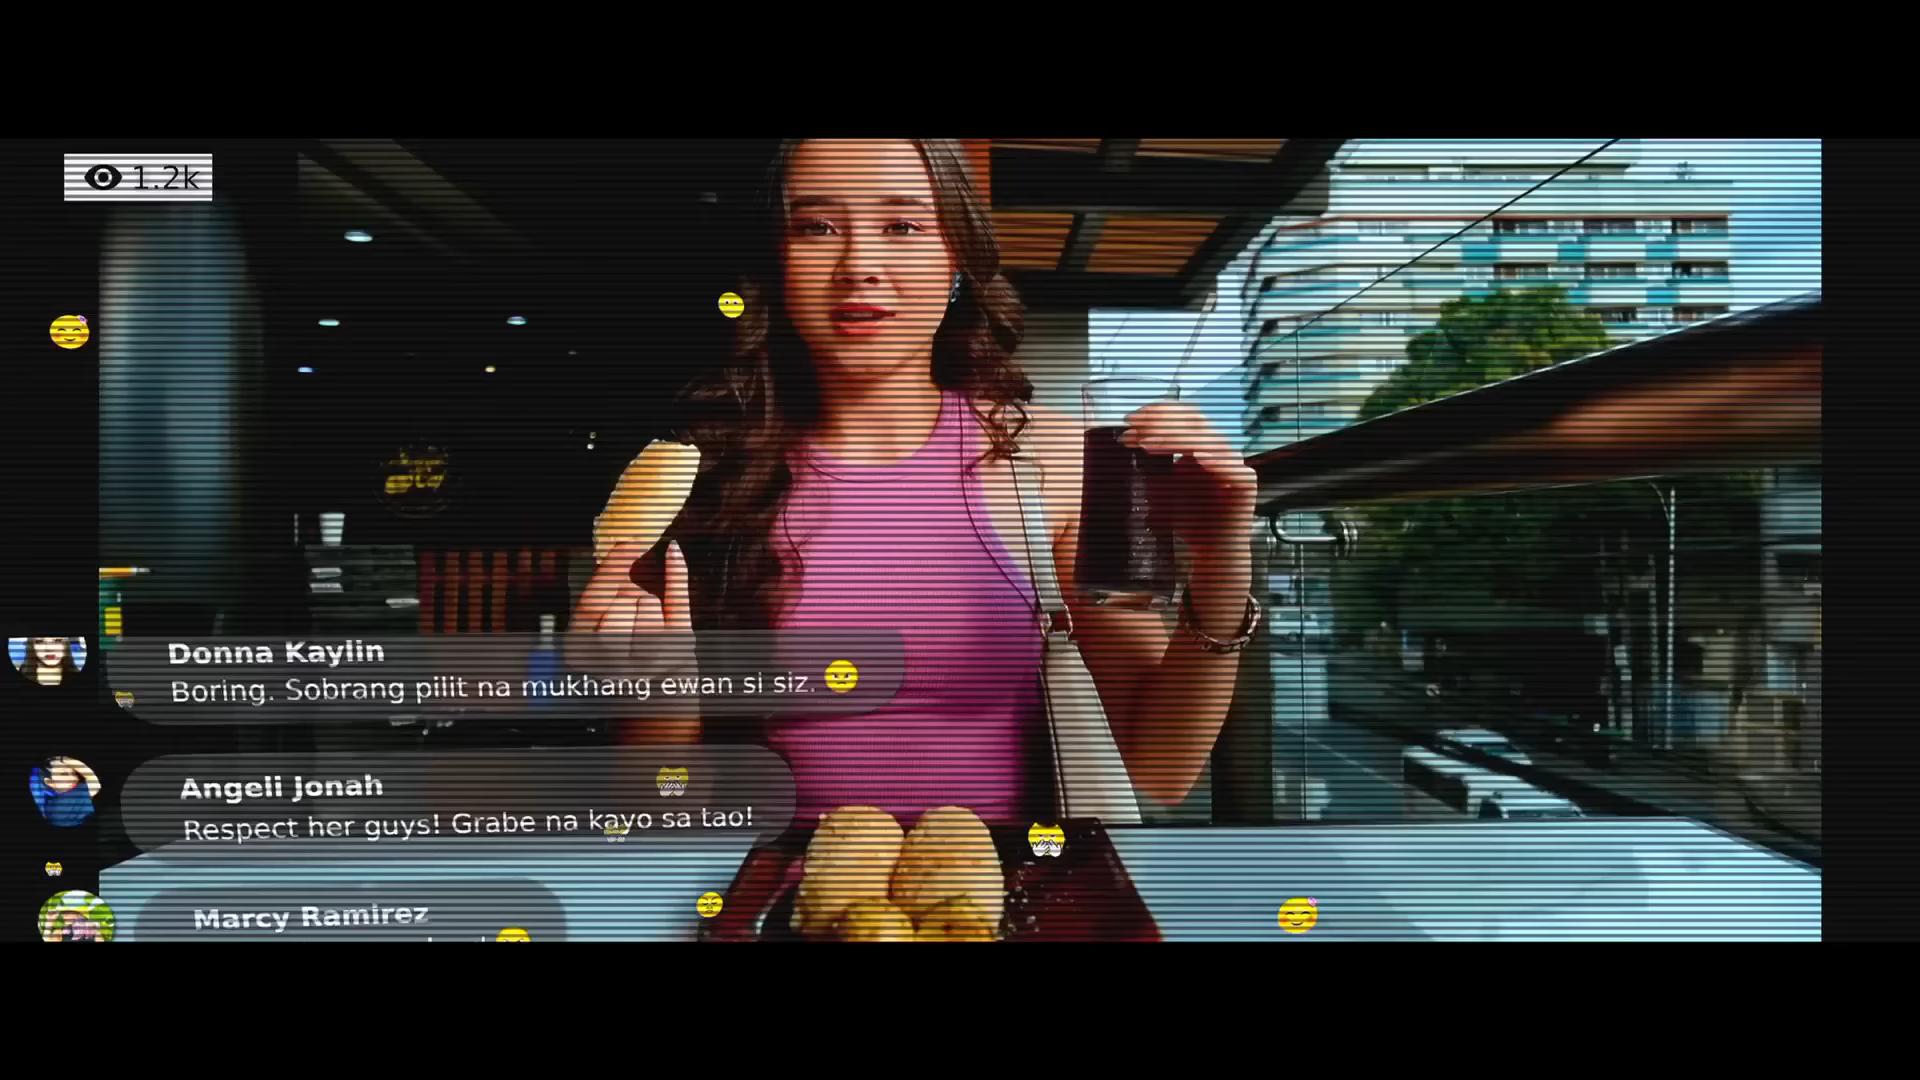 1.2k
Donna Kaylin
Boring. Sobrang pilit na mukhang ewan si siz.
Angeli Jonah
Respect her guys! Grabe na kayo sa tao!
Marcy Ramirez